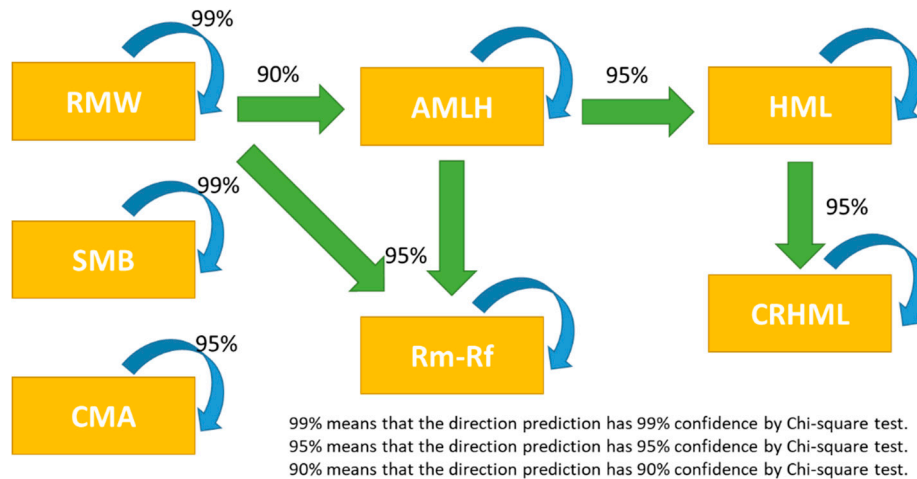 99%
RMW
90%
AMLH
95%
HML
99%
SMB
95%
95%
CRHML
95%
CMA
Rm-Rf
99% means that the direction prediction has 99% confidence by Chi-square test.
95% means that the direction prediction has 95% confidence by Chi-square test.
90% means that the direction prediction has 90% confidence by Chi-square test.